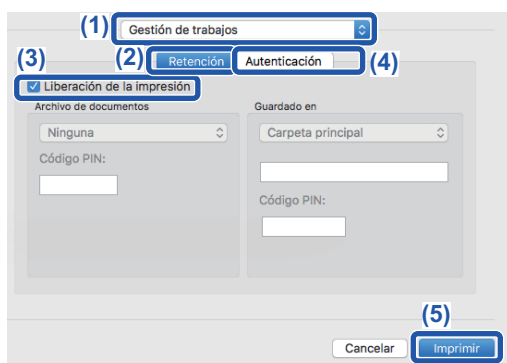 (1) Gestión de trabajos
(3) (2) Retención Autenticación (4)
Liberación de la impresión
Archivo de documentos Guardado en
Ninguna Carpeta principal
Código PIN:
Código PIN:
(5)
Cancelar Imprimir